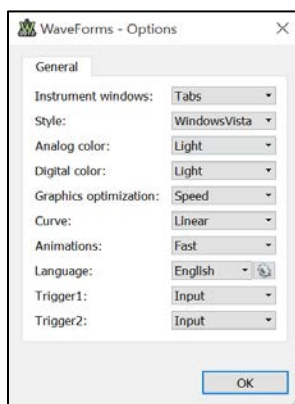 WaveForms - Options
General
Instrument windows: Tabs
Style: WindowsVista
Analog color: Light
Digital color: Light
Graphics optimization: Speed
Curve: Linear
Animations: Fast
Language: English
Trigger1: Input
Trigger2: Input
OK